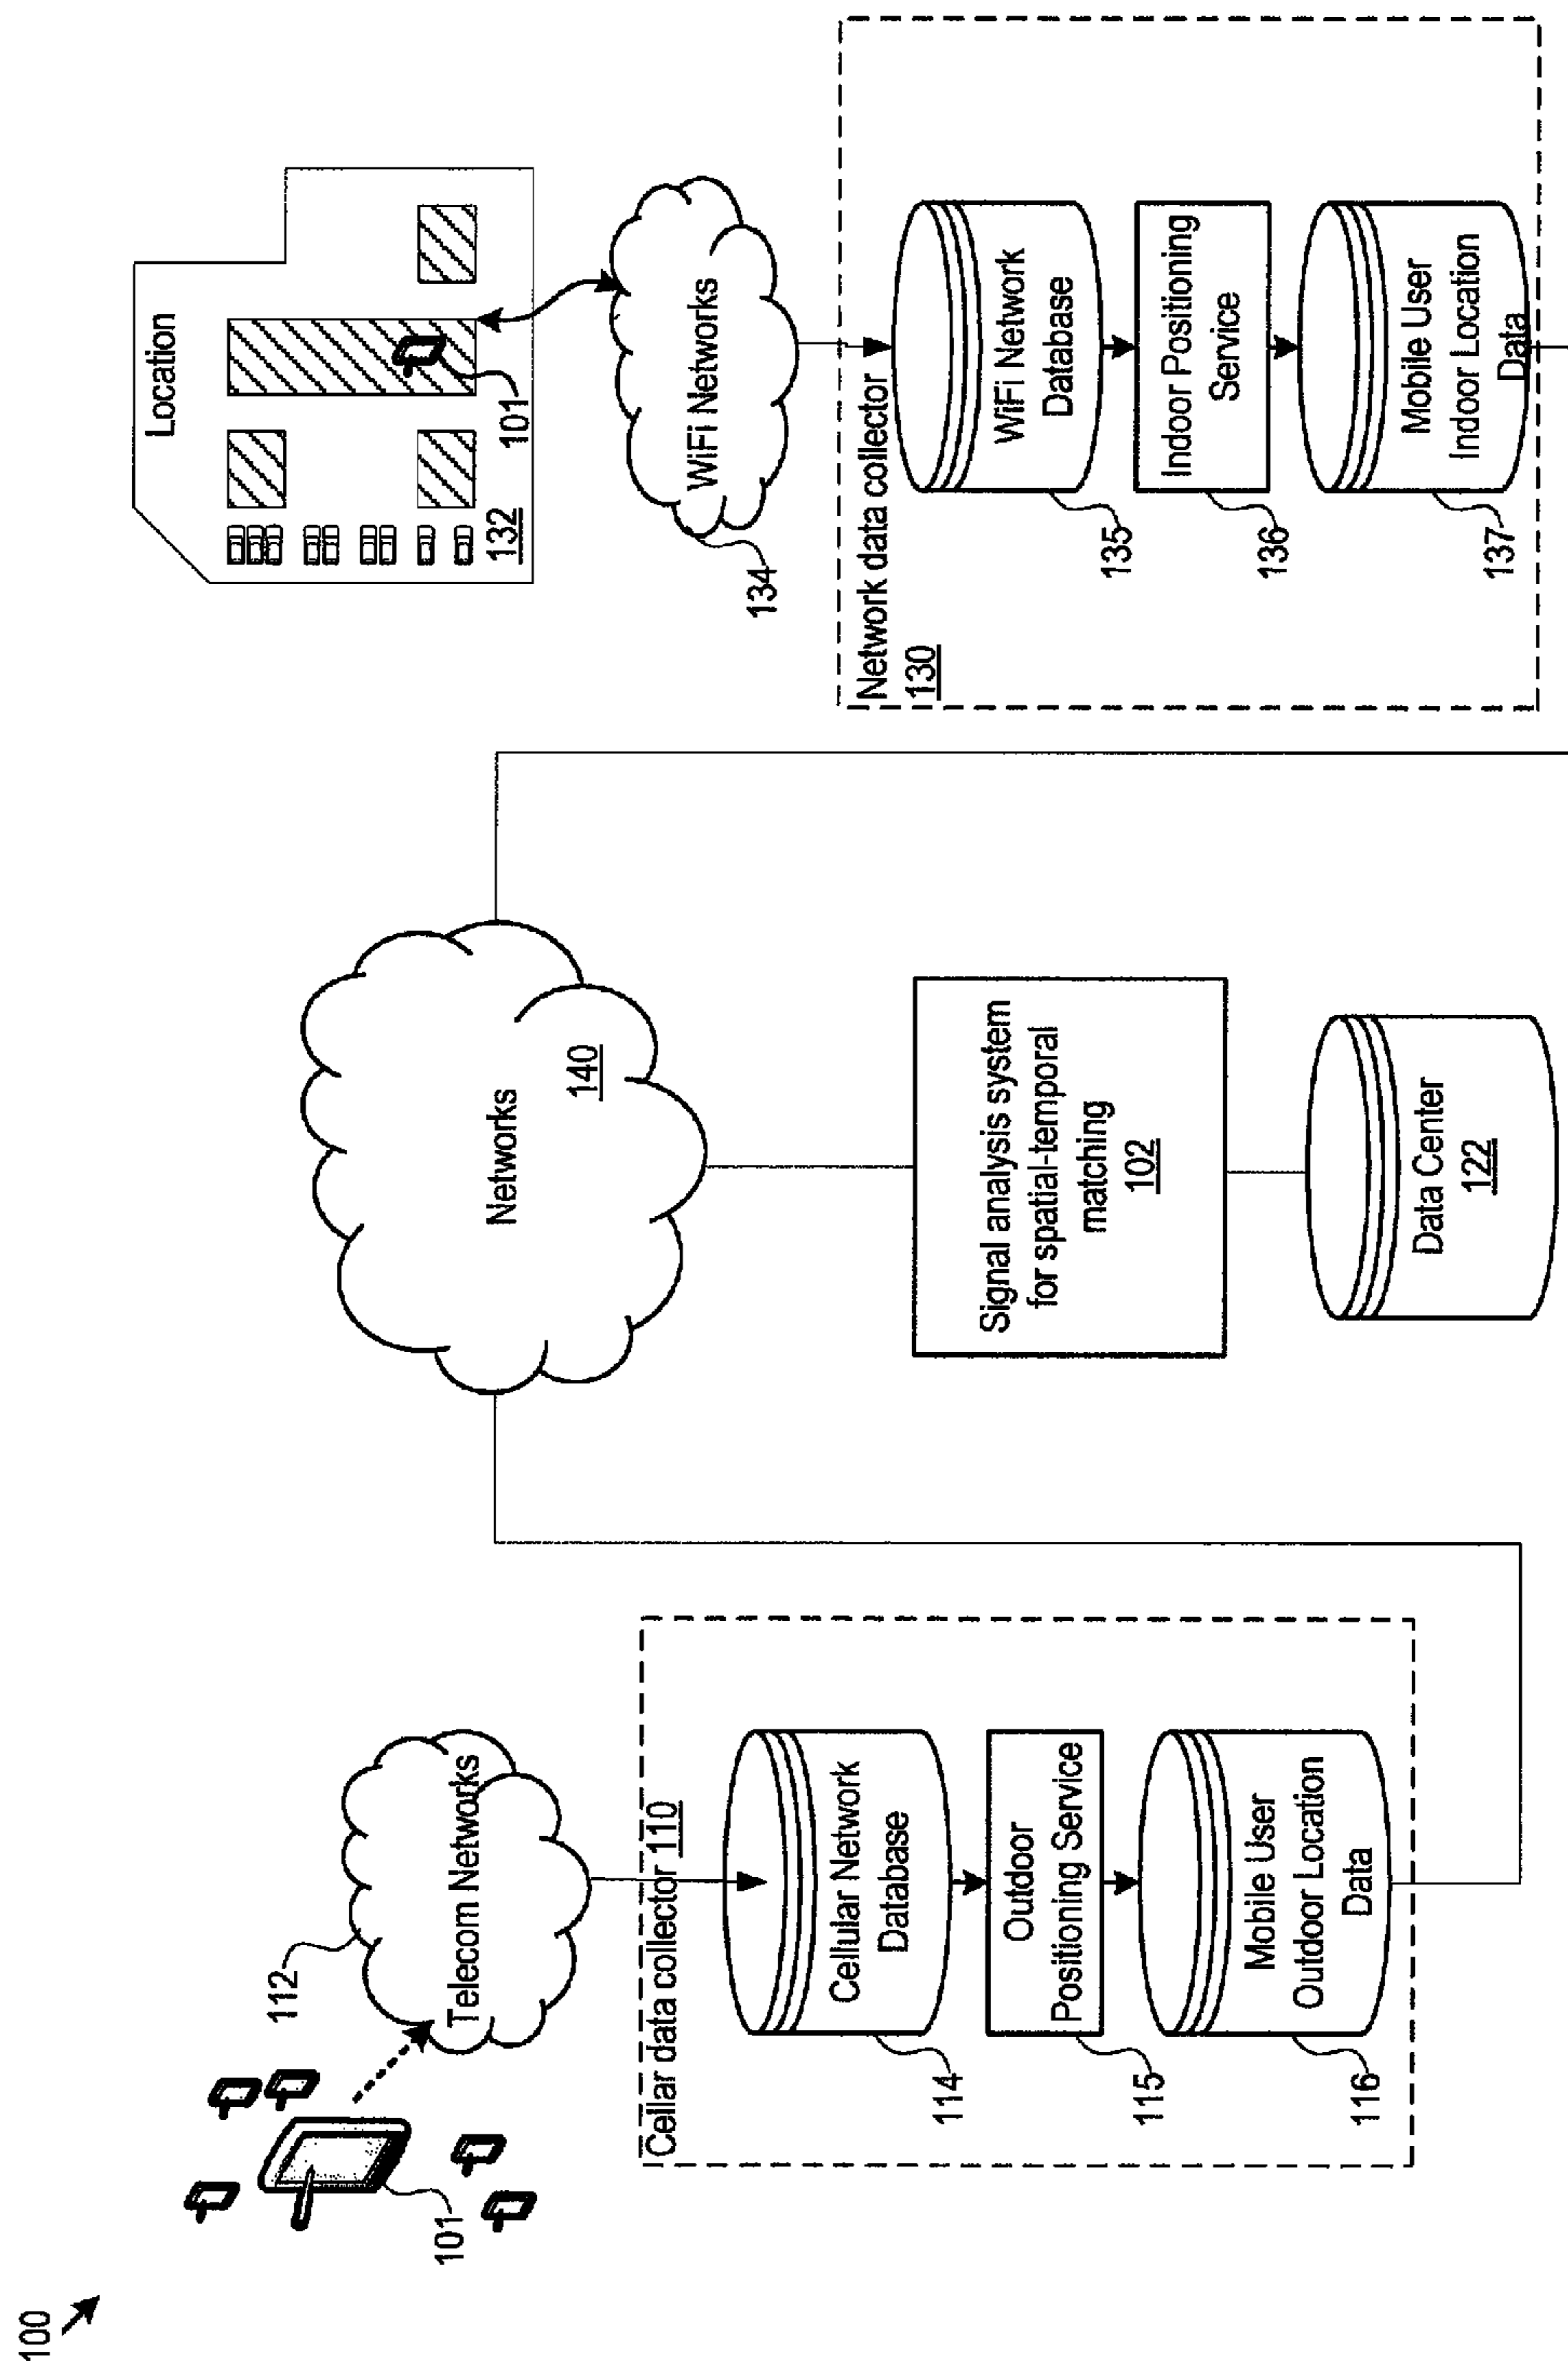 100
101
112
Telecom Networks
Cellar data collector 110
Cellular Network
Database
114
Outdoor
Positioning Service
115
Mobile User
Outdoor Location
Data
116
Networks
140
Signal analysis system
for spatial-temporal
matching
102
Data Center
122
Location
132
101
WiFi Networks
134
Network data collector
130
WiFi Network
Database
135
Indoor Positioning
Service
136
Mobile User
Indoor Location
Data
137